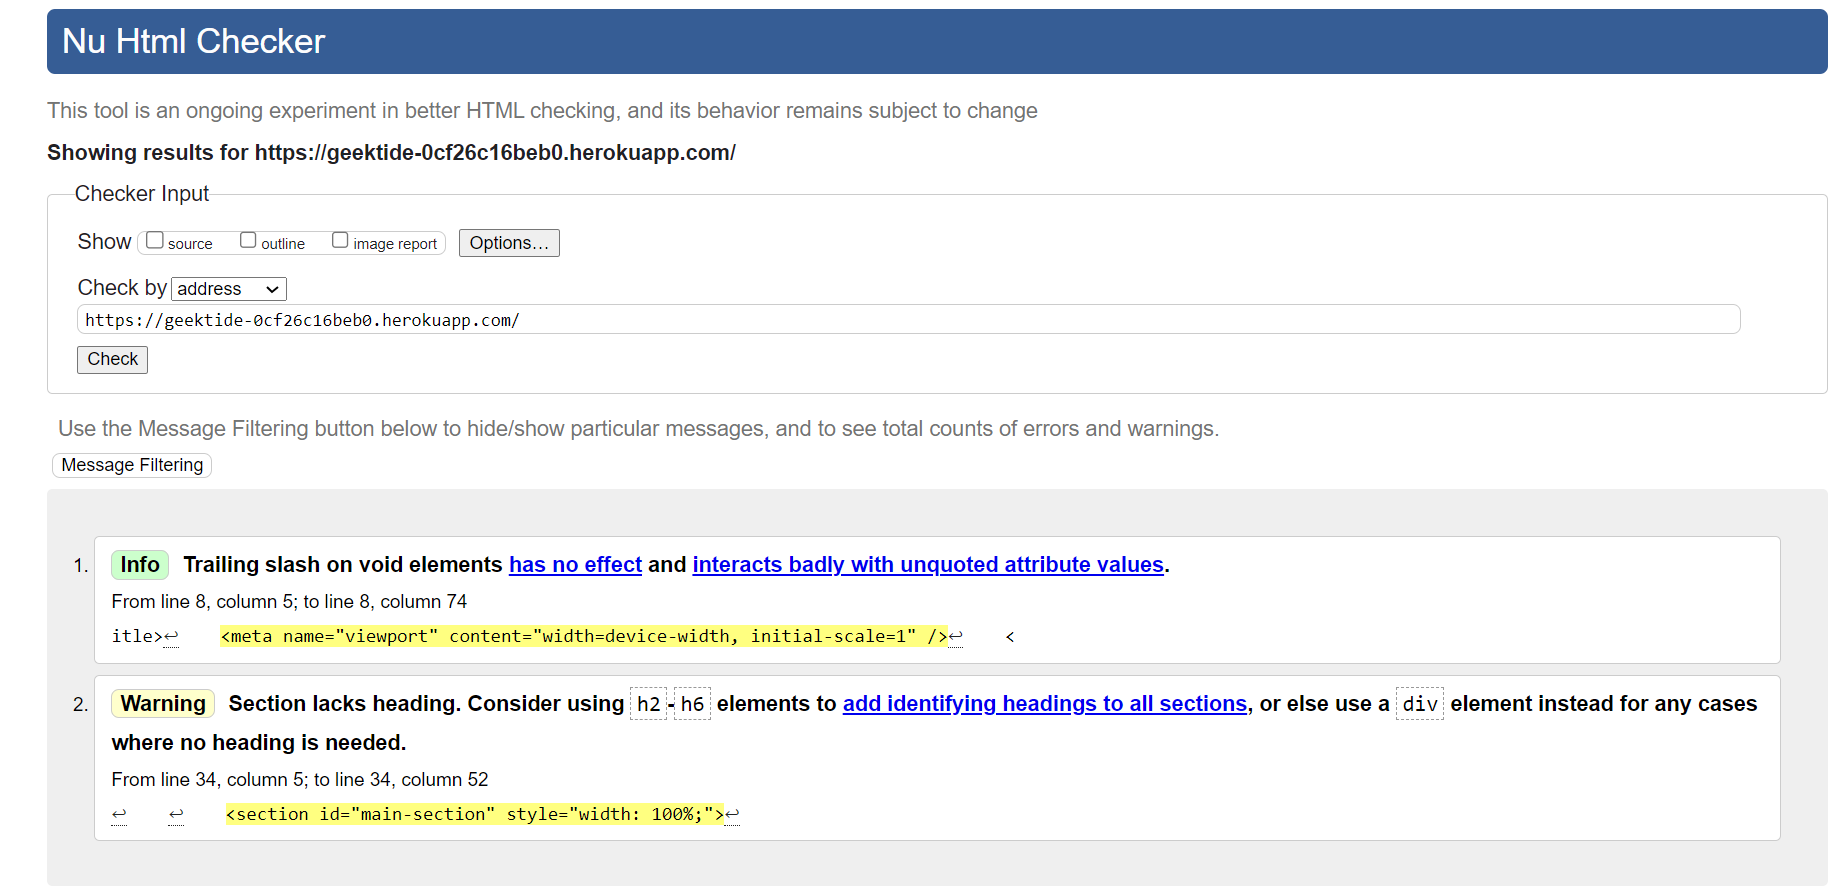 Nu Html Checker
This tool is an ongoing experiment in better HTML checking, and its behavior remains subject to change
Showing results for https://geektide-0cf26c16beb0.herokuapp.com/
Checker Input
Show source outline image report Options...
Check by address
https://geektide-0cf26c16beb0.herokuapp.com/
Check
Use the Message Filtering button below to hide/show particular messages, and to see total counts of errors and warnings.
Message Filtering
1. Info Trailing slash on void elements has no effect and interacts badly with unquoted attribute values.
From line 8, column 5; to line 8, column 74
itle>↩ <meta name="viewport" content="width=device-width, initial-scale=1" />↩ <
2. Warning Section lacks heading. Consider using h2-h6 elements to add identifying headings to all sections, or else use a div element instead for any cases
where no heading is needed.
From line 34, column 5; to line 34, column 52
↩ ↩ <section id="main-section" style="width: 100%;">↩